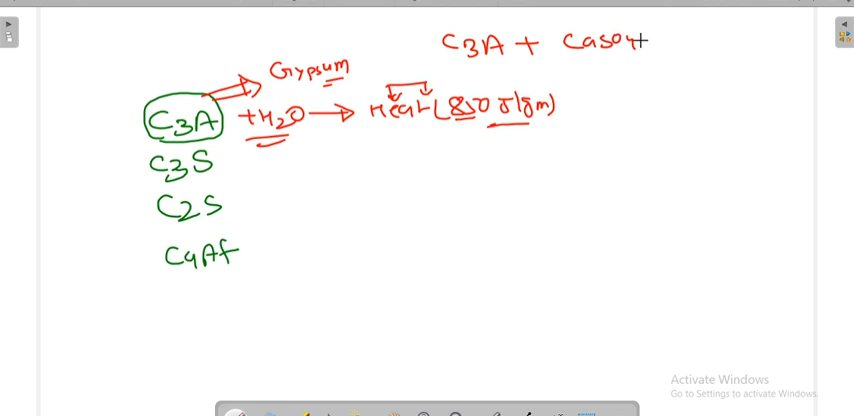 C3A + CaSO4
Gypsum
C3A + H2O → Heat (850 J/gm)
C3S
C2S
C4Af
Activate Windows
Go to Settings to activate Windows.